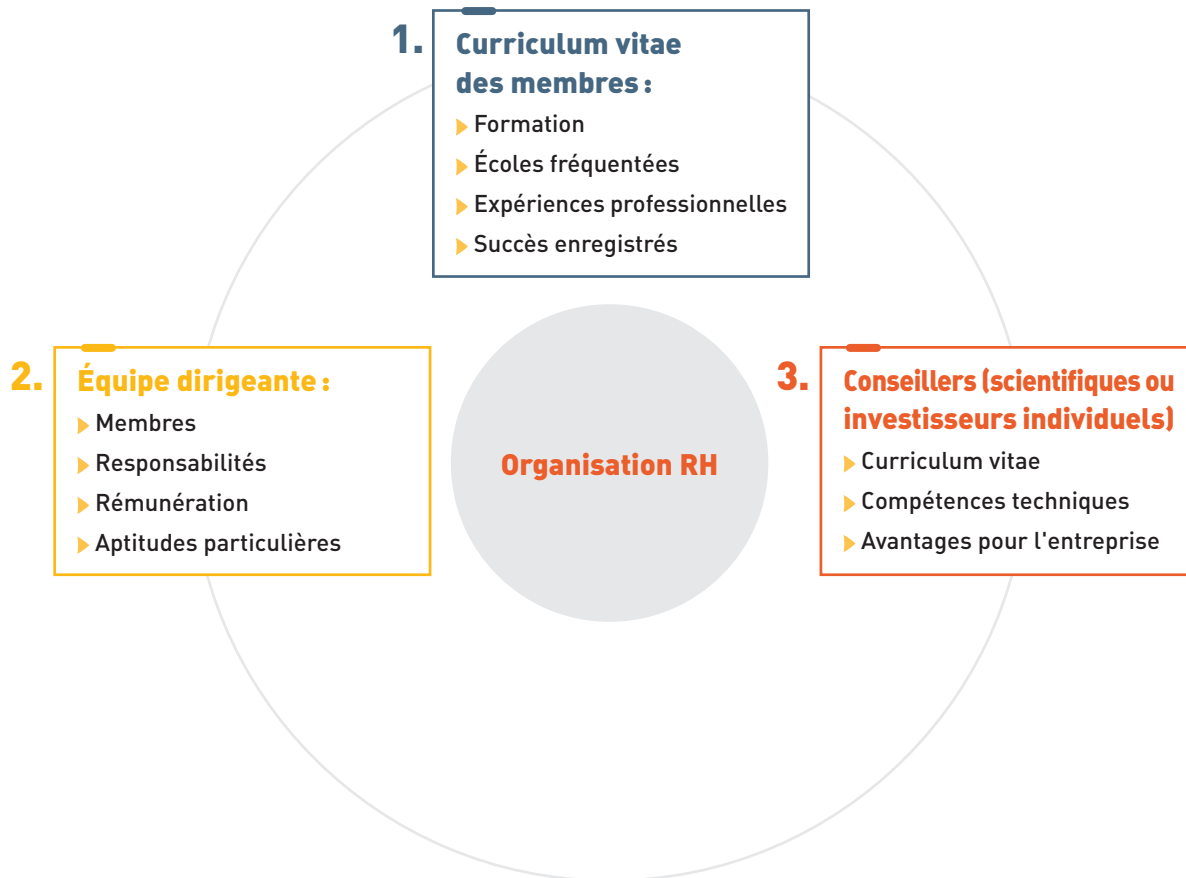 1.
Curriculum vitae
des membres :
Formation
Écoles fréquentées
Expériences professionnelles
Succès enregistrés
2.
Équipe dirigeante :
Membres
Responsabilités
Rémunération
Aptitudes particulières
Organisation RH
3.
Conseillers (scientifiques ou
investisseurs individuels)
Curriculum vitae
Compétences techniques
Avantages pour l'entreprise